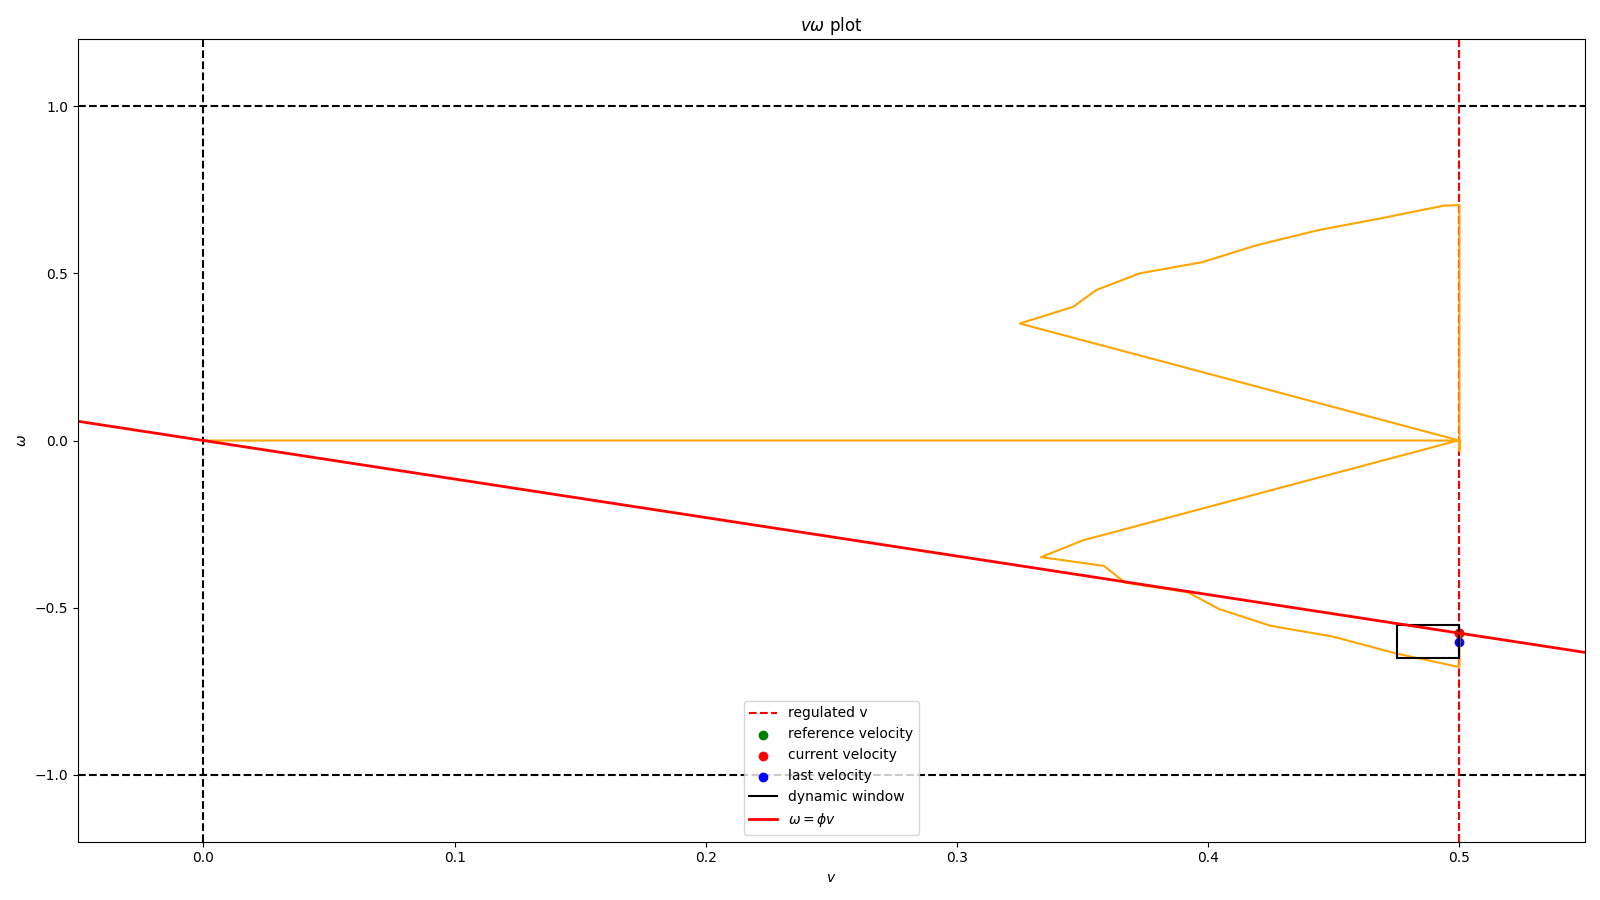 vω plot
1.0
0.5
0.0
−0.5
−1.0
ω
0.0 0.1 0.2 0.3 0.4 0.5
v
regulated v
reference velocity
current velocity
last velocity
dynamic window
ω = ϕv